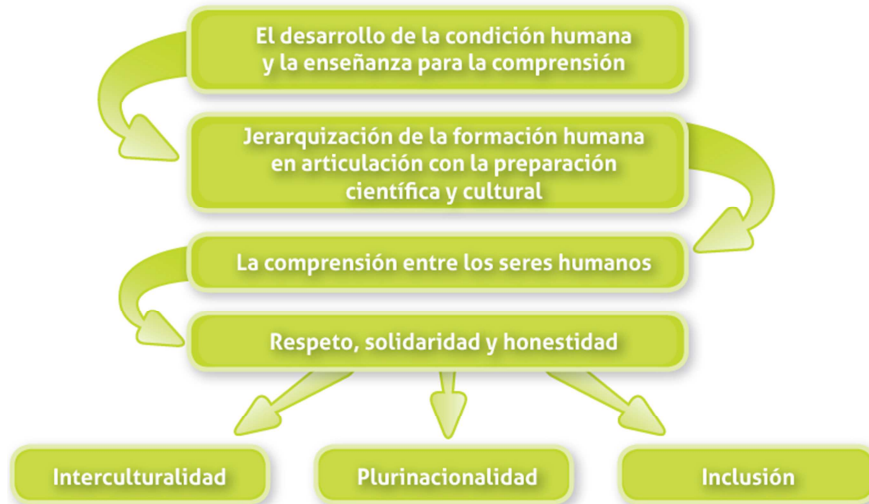 El desarrollo de la condición humana
y la enseñanza para la comprensión
Jerarquización de la formación humana
en articulación con la preparación
científica y cultural
La comprensión entre los seres humanos
Respeto, solidaridad y honestidad
Interculturalidad
Plurinacionalidad
Inclusión